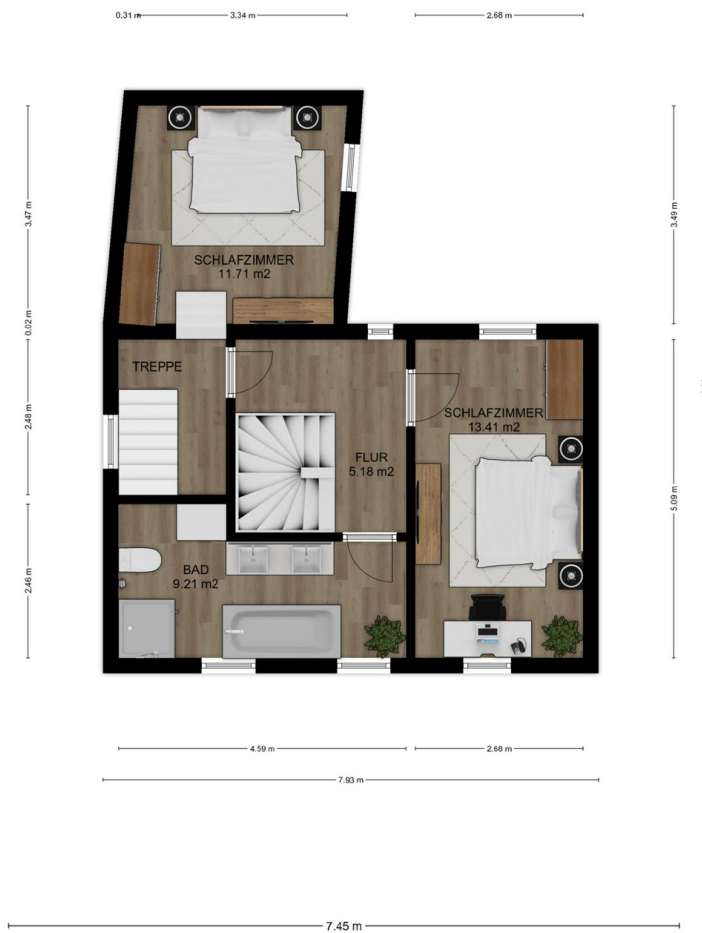 0.31 m
3.34 m
2.68 m
3.47 m
3.49 m
SCHLAFZIMMER
11.71 m2
0.02 m
TREPPE
2.48 m
SCHLAFZIMMER
13.41 m2
FLUR
5.18 m2
5.09 m
BAD
9.21 m2
2.46 m
4.59 m
2.68 m
7.93 m
7.45 m